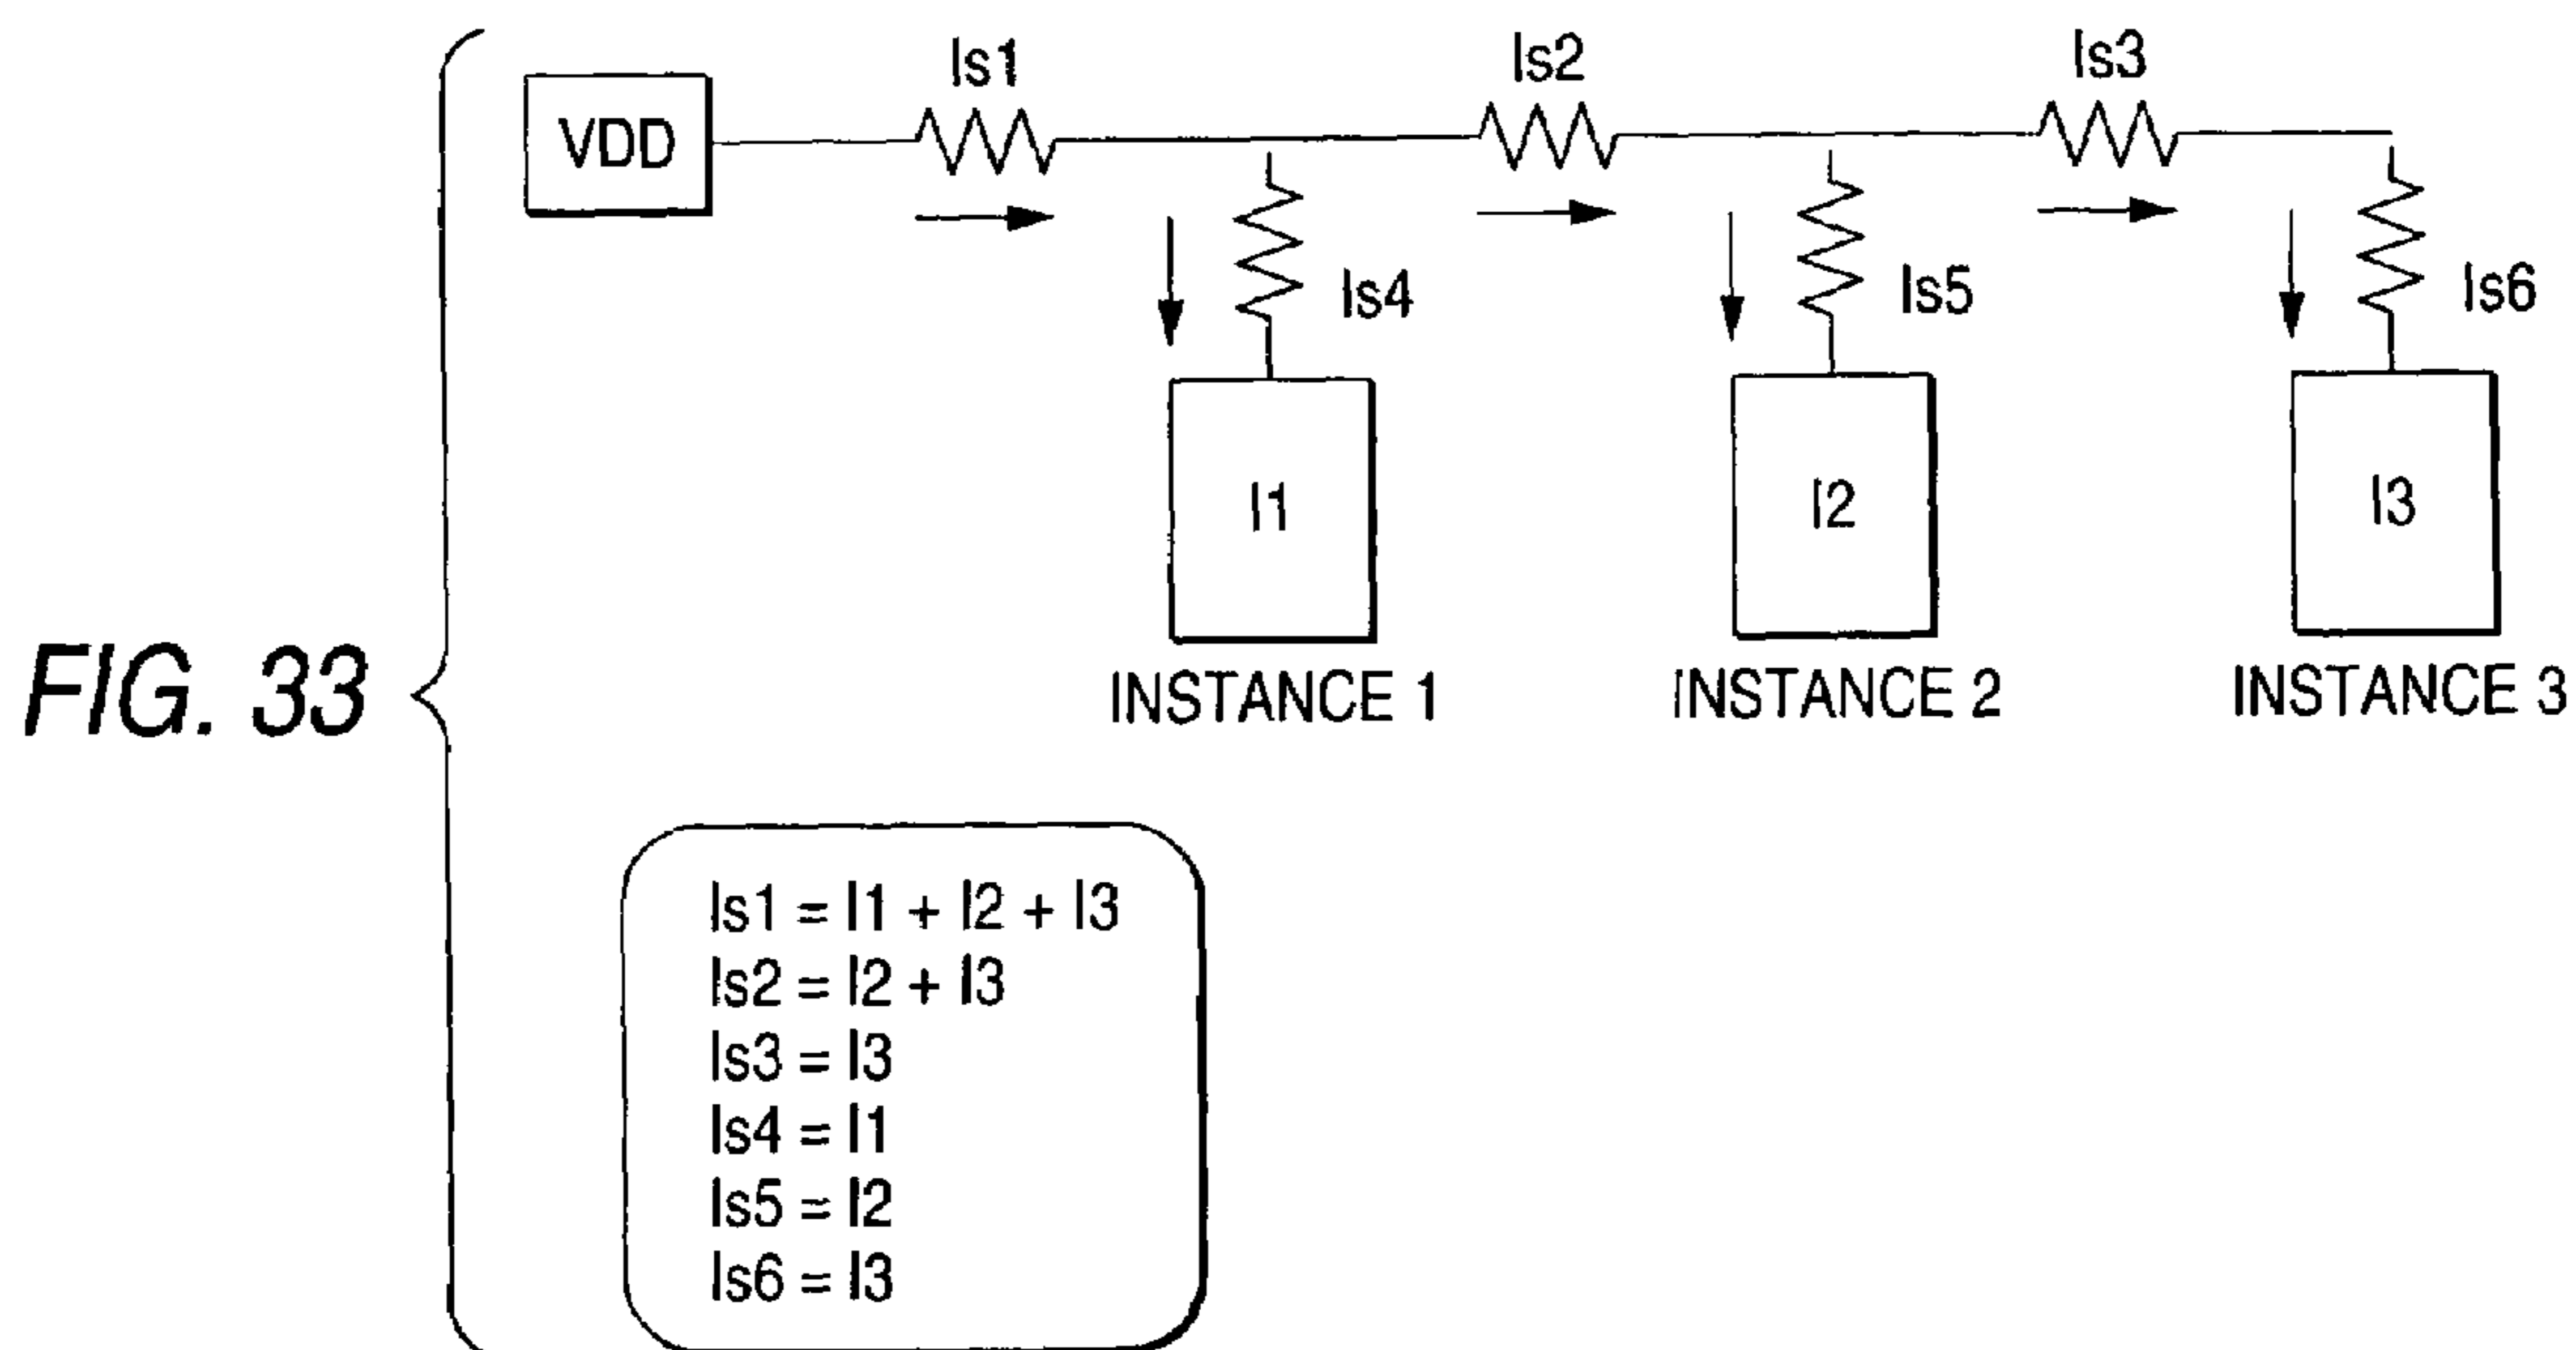 Is1 Is2 Is3
VDD
Is4 Is5 Is6
I1 I2 I3
INSTANCE 1 INSTANCE 2 INSTANCE 3
FIG. 33
Is1 = I1 + I2 + I3
Is2 = I2 + I3
Is3 = I3
Is4 = I1
Is5 = I2
Is6 = I3